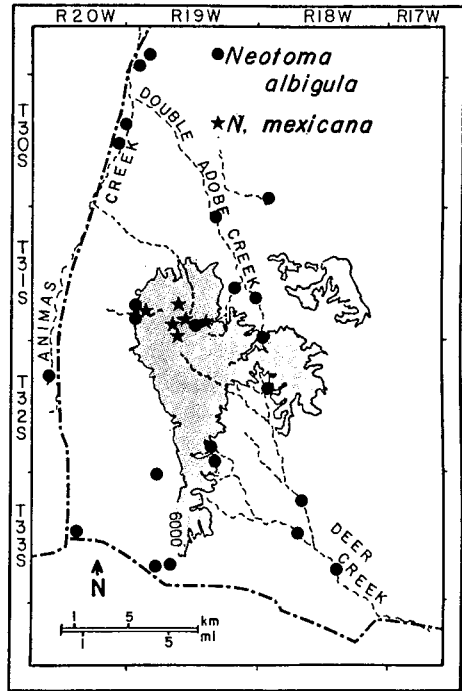 R20W R19W R18W R17W
T30S
T31S
T32S
T33S
Neotoma
albigula
N. mexicana
DOUBLE ADOBE CREEK
CREEK
ANIMAS
6000
DEER
CREEK
N
1 5 km
1 5 mi